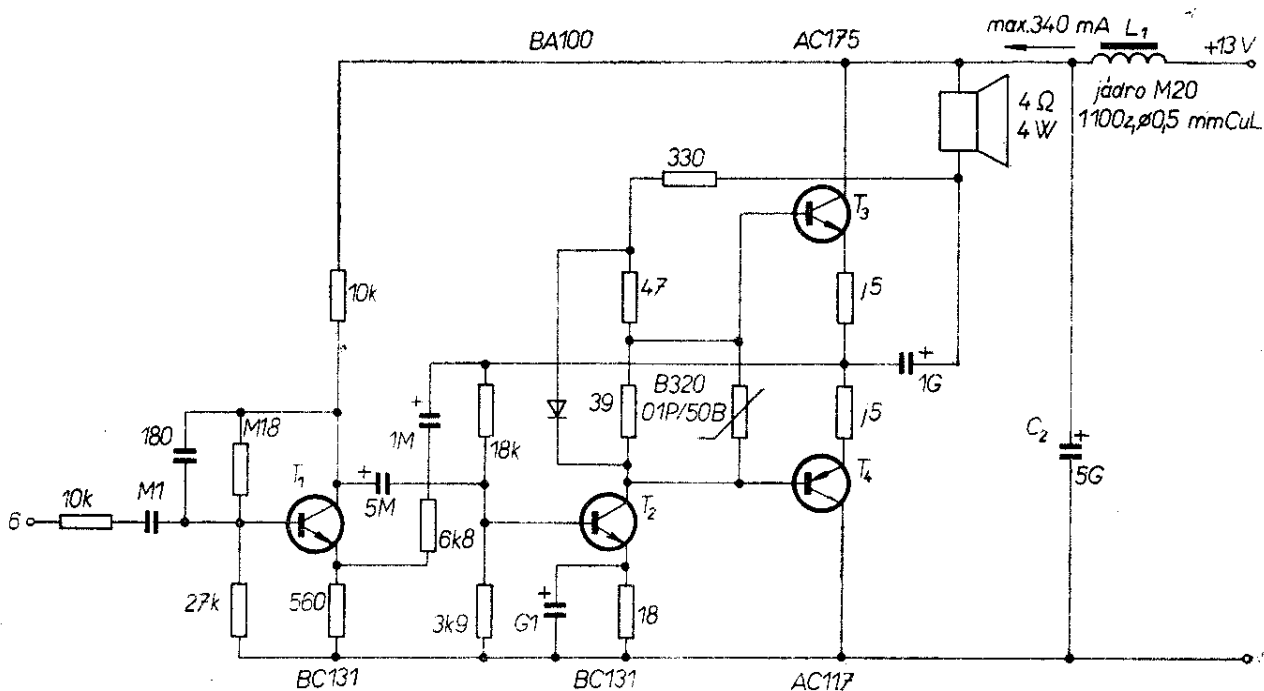 max.340 mA L₁
BA100 AC175
+13 V
jádro M20
1100z,ø0,5 mmCuL
4 Ω
4 W
330
T₃
10k
47
j5
+
1G
B320
01P/50B
39
+
1M
18k
j5
C₂
+
5G
180
M18
T₁
+
5M
T₄
T₂
10k
M1
6
6k8
27k
560
3k9
+
G1
18
BC131 BC131 AC117